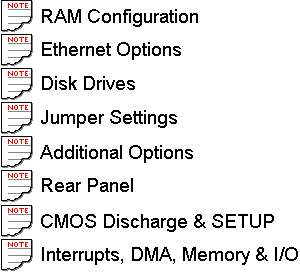 NOTE RAM Configuration
NOTE Ethernet Options
NOTE Disk Drives
NOTE Jumper Settings
NOTE Additional Options
NOTE Rear Panel
NOTE CMOS Discharge & SETUP
NOTE Interrupts, DMA, Memory & I/O